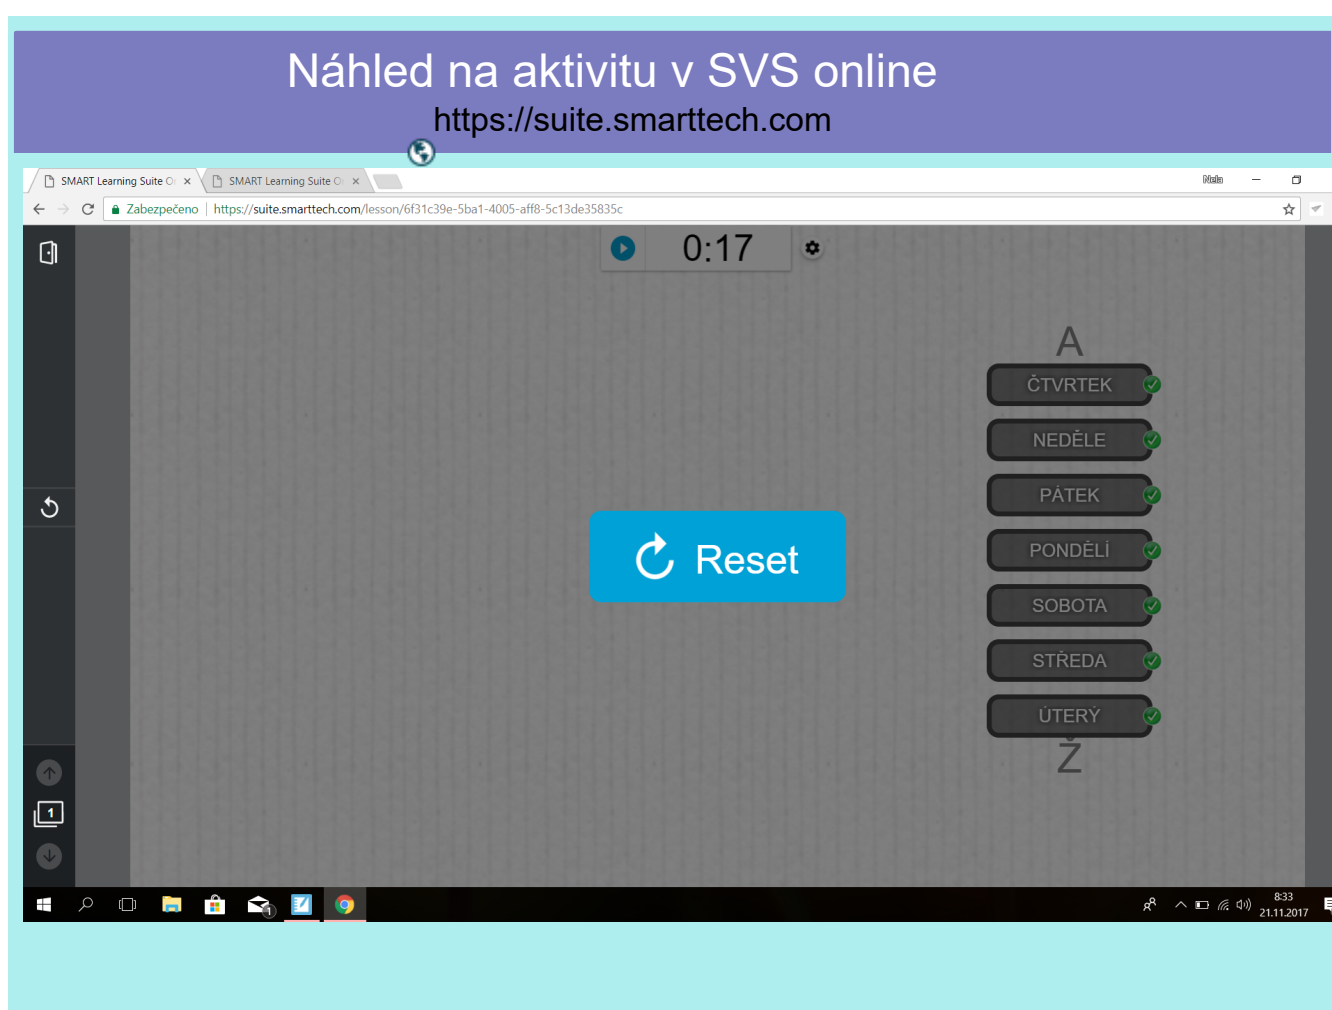 Náhled na aktivitu v SVS online
https://suite.smarttech.com
SMART Learning Suite O
SMART Learning Suite O
Nela
Zabezpečeno
https://suite.smarttech.com/lesson/6f31c39e-5ba1-4005-aff8-5c13de35835c
0:17
A
ČTVRTEK
NEDĚLE
PÁTEK
PONDĚLÍ
SOBOTA
STŘEDA
ÚTERÝ
Ž
Reset
1
1
8:33
21.11.2017